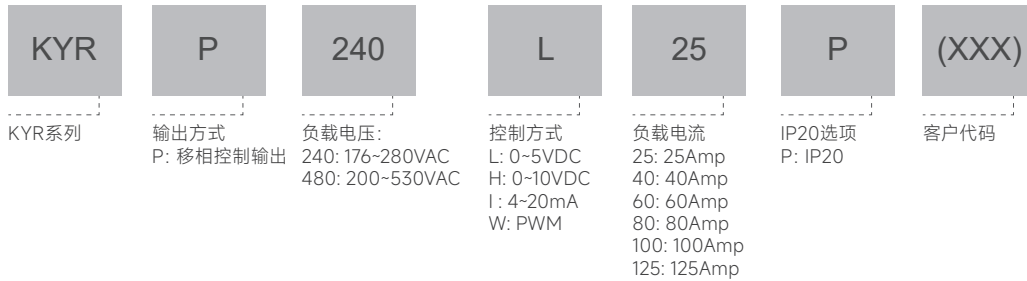 KYR
P
240
L
25
P
(XXX)
KYR系列
输出方式
P: 移相控制输出
负载电压:
240: 176~280VAC
480: 200~530VAC
控制方式
L: 0~5VDC
H: 0~10VDC
I : 4~20mA
W: PWM
负载电流
25: 25Amp
40: 40Amp
60: 60Amp
80: 80Amp
100: 100Amp
125: 125Amp
IP20选项
P: IP20
客户代码